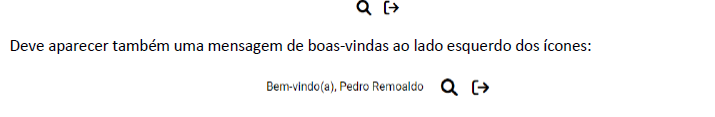 Deve aparecer também uma mensagem de boas-vindas ao lado esquerdo dos ícones:
Bem-vindo(a), Pedro Remoaldo